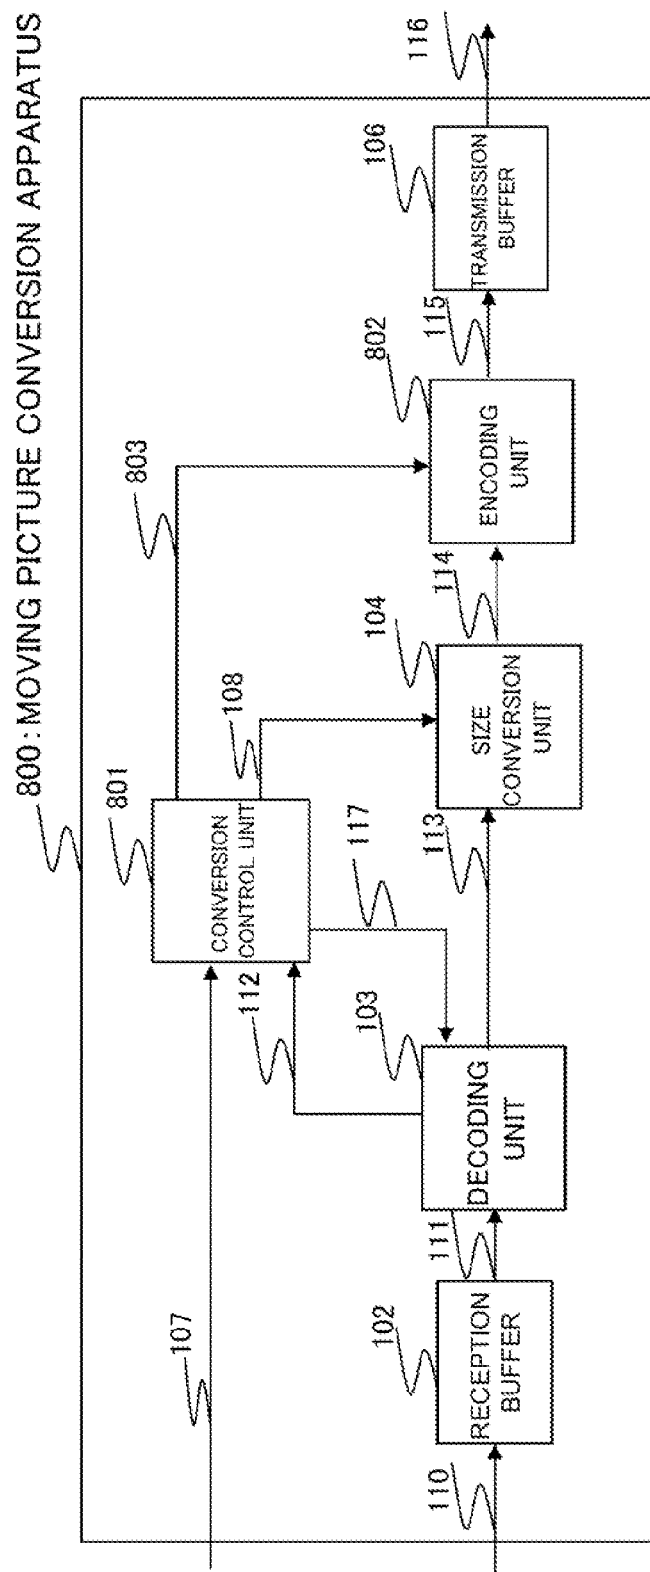 800 : MOVING PICTURE CONVERSION APPARATUS
107
801
CONVERSION
CONTROL UNIT
803
108
112
117
110
102
RECEPTION
BUFFER
111
103
DECODING
UNIT
113
104
SIZE
CONVERSION
UNIT
114
802
ENCODING
UNIT
115
106
TRANSMISSION
BUFFER
116